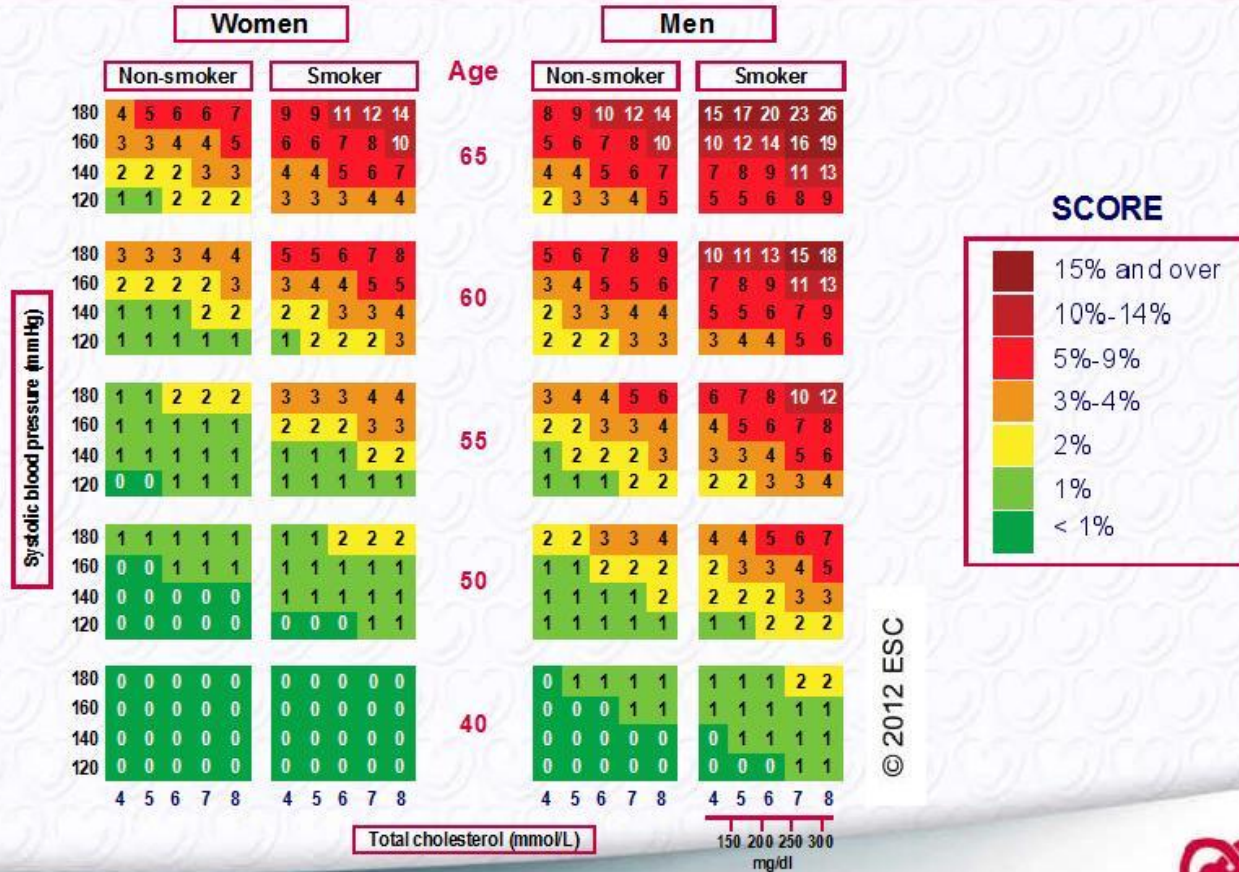 Women Men
Non-smoker Smoker Age Non-smoker Smoker
180 4 5 6 6 7 9 9 11 12 14 8 9 10 12 14 15 17 20 23 26
160 3 3 4 4 5 6 6 7 8 10 5 6 7 8 10 10 12 14 16 19
65
140 2 2 2 3 3 4 4 5 6 7 4 4 5 6 7 7 8 9 11 13
120 1 1 2 2 2 3 3 3 4 4 2 3 3 4 5 5 5 6 8 9
180 3 3 3 4 4 5 5 6 7 8 5 6 7 8 9 10 11 13 15 18
160 2 2 2 2 3 3 4 4 5 5 3 4 5 5 6 7 8 9 11 13
60
140 1 1 1 2 2 2 2 3 3 4 2 3 3 4 4 5 5 6 7 9
120 1 1 1 1 1 1 2 2 2 3 2 2 2 3 3 3 4 4 5 6
180 1 1 2 2 2 3 3 3 4 4 3 4 4 5 6 6 7 8 10 12
160 1 1 1 1 1 2 2 2 3 3 2 2 3 3 4 4 5 6 7 8
55
140 1 1 1 1 1 1 1 1 2 2 1 2 2 2 3 3 3 4 5 6
120 0 0 1 1 1 1 1 1 1 1 1 1 1 2 2 2 2 3 3 4
180 1 1 1 1 1 1 1 2 2 2 2 2 3 3 4 4 4 5 6 7
160 0 0 1 1 1 1 1 1 1 1 1 1 2 2 2 2 3 3 4 5
50
140 0 0 0 0 0 1 1 1 1 1 1 1 1 1 2 2 2 2 3 3
120 0 0 0 0 0 0 0 0 1 1 1 1 1 1 1 1 1 2 2 2
180 0 0 0 0 0 0 0 0 0 0 0 1 1 1 1 1 1 1 2 2
160 0 0 0 0 0 0 0 0 0 0 0 0 0 1 1 1 1 1 1 1
40
140 0 0 0 0 0 0 0 0 0 0 0 0 0 0 0 0 1 1 1 1
120 0 0 0 0 0 0 0 0 0 0 0 0 0 0 0 0 0 0 1 1
4 5 6 7 8 4 5 6 7 8 4 5 6 7 8 4 5 6 7 8
Total cholesterol (mmol/L)
150 200 250 300
mg/dl
Systolic blood pressure (mmHg)
© 2012 ESC
SCORE
15% and over
10%-14%
5%-9%
3%-4%
2%
1%
< 1%